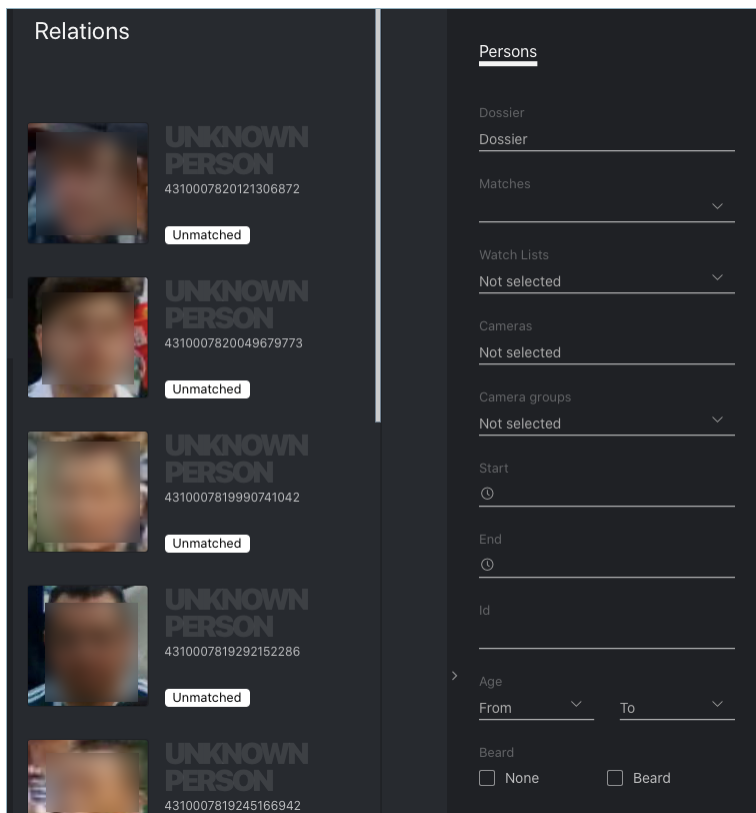 Relations
UNKNOWN
PERSON
4310007820121306872
Unmatched
UNKNOWN
PERSON
4310007820049679773
Unmatched
UNKNOWN
PERSON
4310007819990741042
Unmatched
UNKNOWN
PERSON
4310007819292152286
Unmatched
UNKNOWN
PERSON
4310007819245166942
Persons
Dossier
Dossier
Matches
Watch Lists
Not selected
Cameras
Not selected
Camera groups
Not selected
Start
End
Id
Age
From To
Beard
None Beard